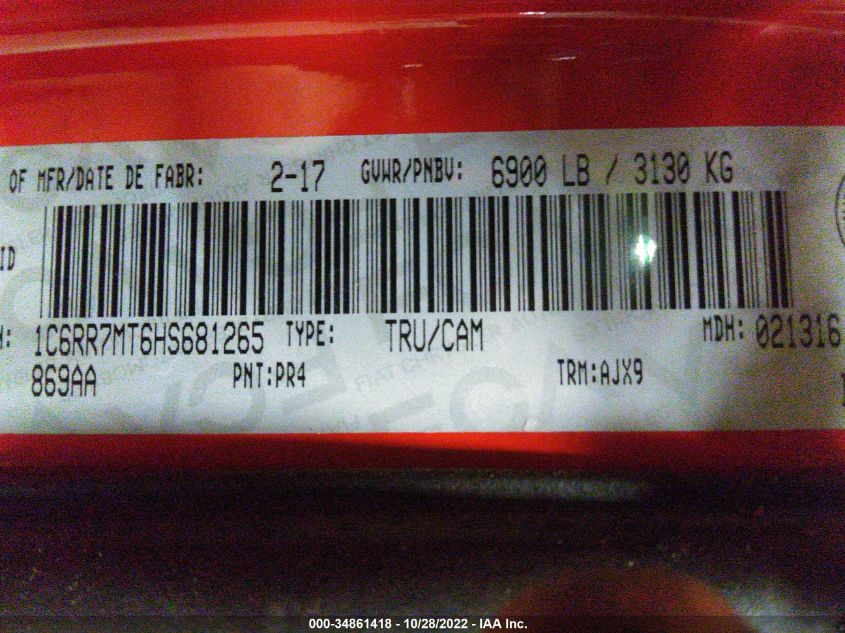 OF MFR/DATE DE FABR: 2-17 GVWR/PNBV: 6900 LB / 3130 KG
ID
: 1C6RR7MT6HS681265 TYPE: TRU/CAM MDH: 021316
869AA PNT:PR4 TRM:AJX9
000-34861418 - 10/28/2022 - IAA Inc.